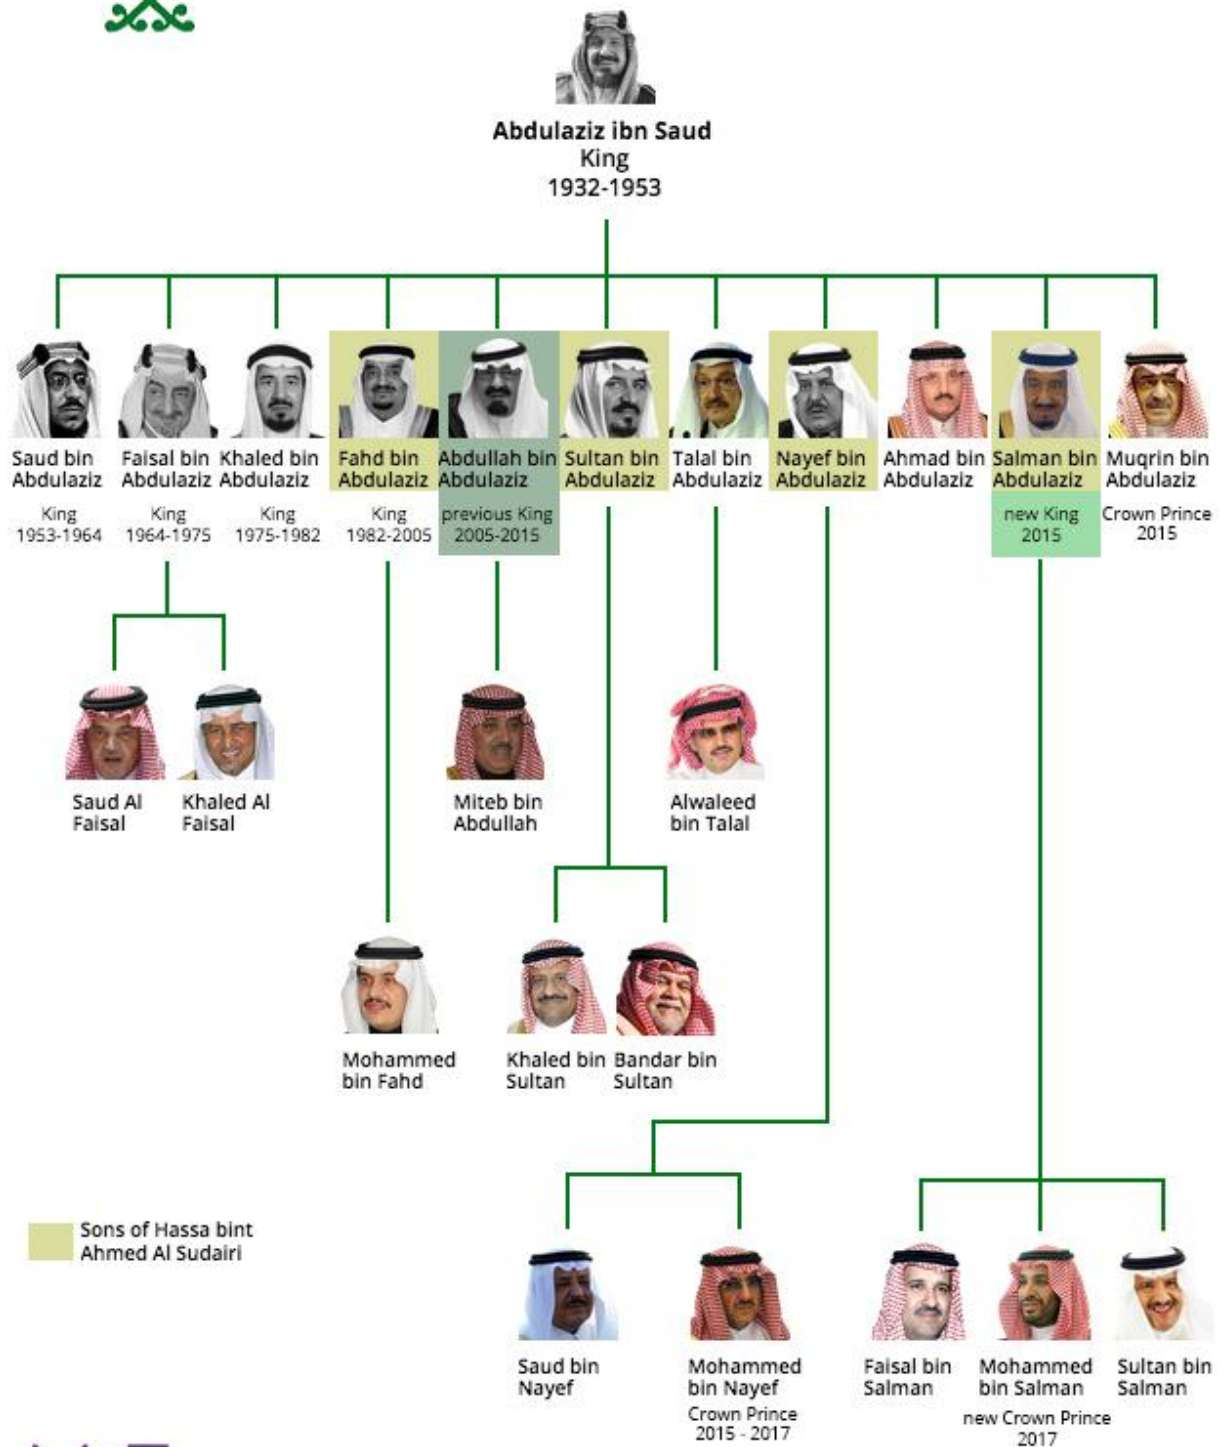 Abdulaziz ibn Saud
King
1932-1953
Saud bin
Abdulaziz
King
1953-1964
Faisal bin
Abdulaziz
King
1964-1975
Khaled bin
Abdulaziz
King
1975-1982
Fahd bin
Abdulaziz
King
1982-2005
Abdullah bin
Abdulaziz
previous King
2005-2015
Sultan bin
Abdulaziz
Talal bin
Abdulaziz
Nayef bin
Abdulaziz
Ahmad bin
Abdulaziz
Salman bin
Abdulaziz
new King
2015
Muqrin bin
Abdulaziz
Crown Prince
2015
Saud Al
Faisal
Khaled Al
Faisal
Miteb bin
Abdullah
Alwaleed
bin Talal
Mohammed
bin Fahd
Khaled bin
Sultan
Bandar bin
Sultan
Sons of Hassa bint
Ahmed Al Sudairi
Saud bin
Nayef
Mohammed
bin Nayef
Crown Prince
2015 - 2017
Faisal bin
Salman
Mohammed
bin Salman
new Crown Prince
2017
Sultan bin
Salman